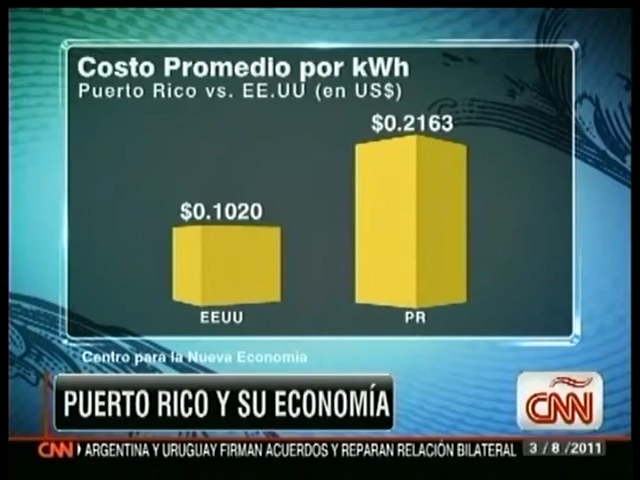 Costo Promedio por kWh
Puerto Rico vs. EE.UU (en US$)
$0.2163
$0.1020
EEUU
PR
Centro para la Nueva Economía
PUERTO RICO Y SU ECONOMÍA
CNN
CNN ARGENTINA Y URUGUAY FIRMAN ACUERDOS Y REPARAN RELACIÓN BILATERAL 3/8/2011